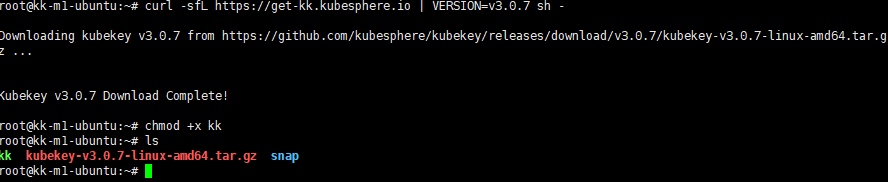 root@kk-m1-ubuntu:~# curl -sfL https://get-kk.kubesphere.io | VERSION=v3.0.7 sh -
Downloading kubekey v3.0.7 from https://github.com/kubesphere/kubekey/releases/download/v3.0.7/kubekey-v3.0.7-linux-amd64.tar.g
z ...
Kubekey v3.0.7 Download Complete!
root@kk-m1-ubuntu:~# chmod +x kk
root@kk-m1-ubuntu:~# ls
kk kubekey-v3.0.7-linux-amd64.tar.gz snap
root@kk-m1-ubuntu:~#